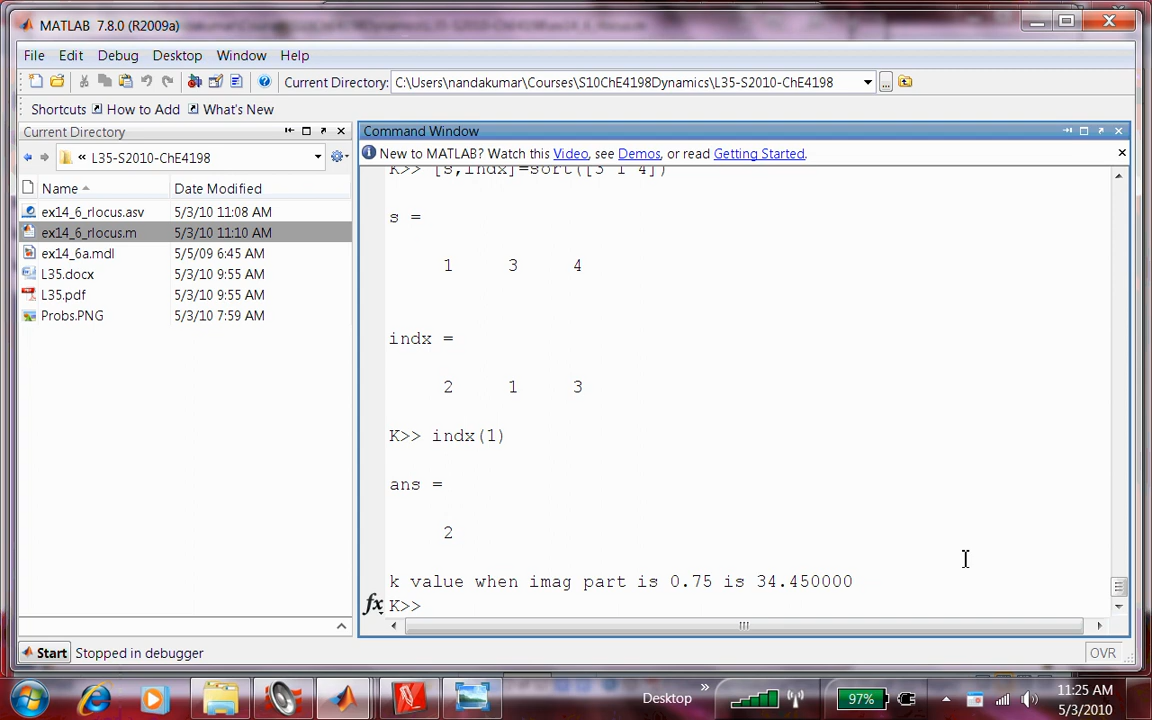 MATLAB 7.8.0 (R2009a)
File Edit Debug Desktop Window Help
Current Directory: C:\Users\nandakumar\Courses\S10ChE4198Dynamics\L35-S2010-ChE4198
Shortcuts How to Add What's New
Current Directory
« L35-S2010-ChE4198
Name Date Modified
ex14_6_rlocus.asv 5/3/10 11:08 AM
ex14_6_rlocus.m 5/3/10 11:10 AM
ex14_6a.mdl 5/5/09 6:45 AM
L35.docx 5/3/10 9:55 AM
L35.pdf 5/3/10 9:55 AM
Probs.PNG 5/3/10 7:59 AM
Command Window
New to MATLAB? Watch this Video, see Demos, or read Getting Started.
K>> [s,indx]=sort([3 1 4])
s =
1 3 4
indx =
2 1 3
K>> indx(1)
ans =
2
k value when imag part is 0.75 is 34.450000
fx K>>
Start Stopped in debugger OVR
Desktop » 97% 11:25 AM
5/3/2010